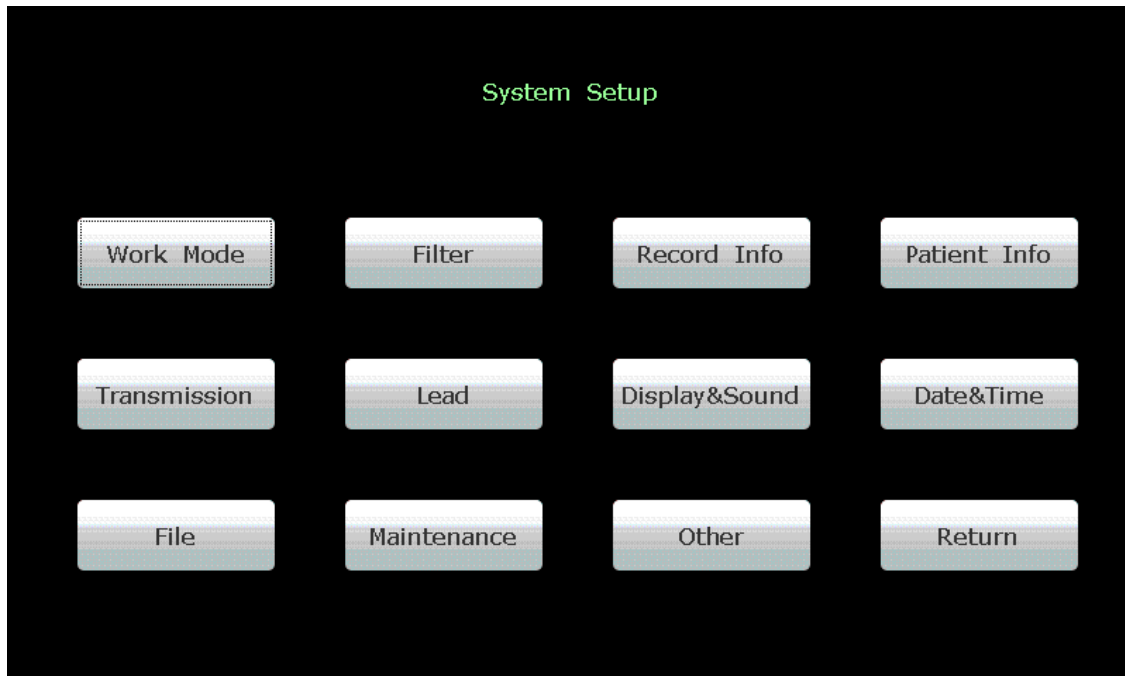 System Setup
Work Mode Filter Record Info Patient Info
Transmission Lead Display&Sound Date&Time
File Maintenance Other Return